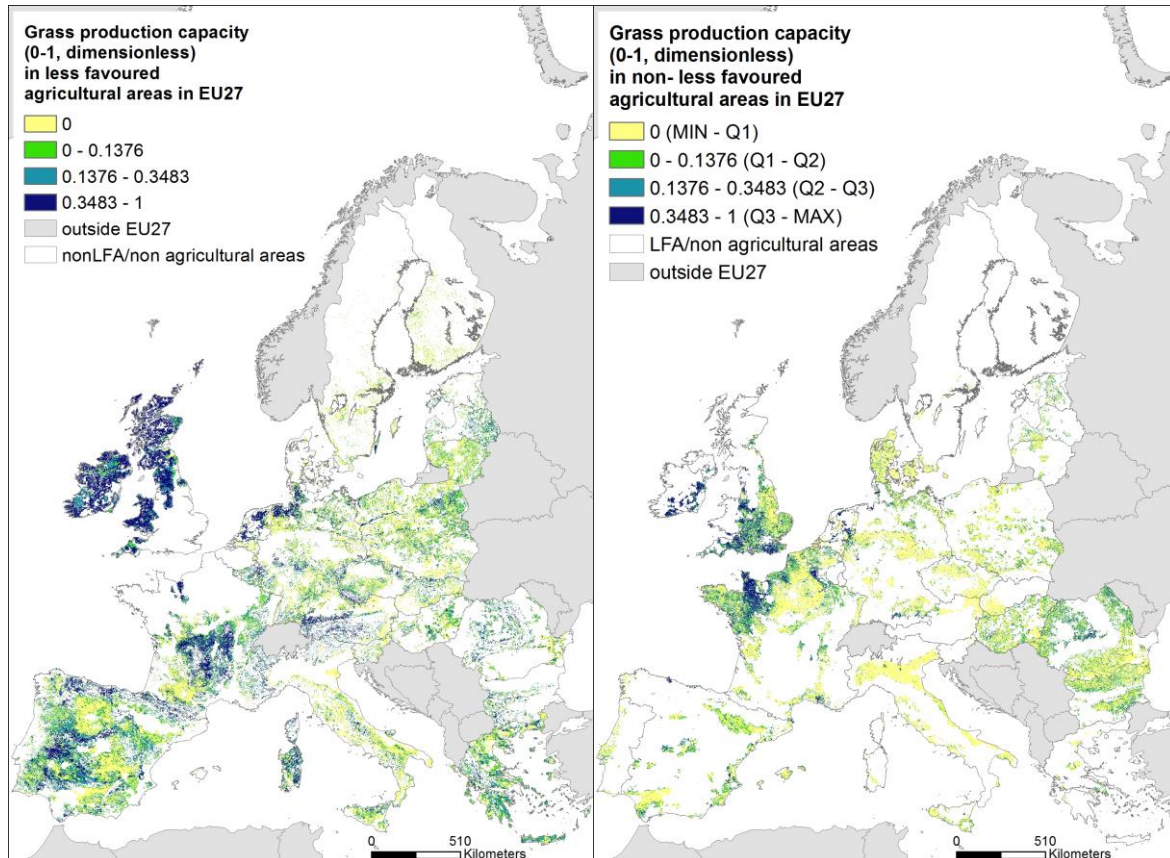 Grass production capacity
(0-1, dimensionless)
in less favoured
agricultural areas in EU27
0
0 - 0.1376
0.1376 - 0.3483
0.3483 - 1
outside EU27
nonLFA/non agricultural areas
0 510
Kilometers
Grass production capacity
(0-1, dimensionless)
in non- less favoured
agricultural areas in EU27
0 (MIN - Q1)
0 - 0.1376 (Q1 - Q2)
0.1376 - 0.3483 (Q2 - Q3)
0.3483 - 1 (Q3 - MAX)
LFA/non agricultural areas
outside EU27
0 510
Kilometers